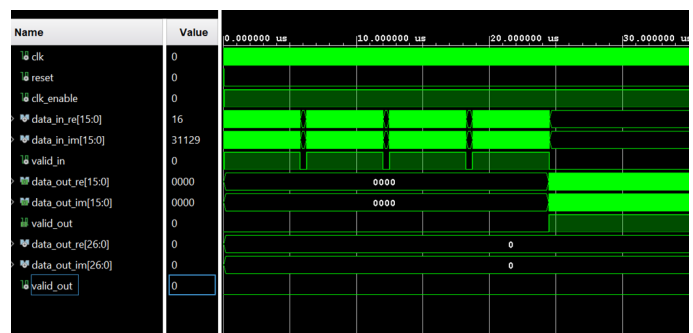 Name Value
0.000000 us 10.000000 us 20.000000 us 30.000000 us
clk 0
reset 0
clk_enable 0
data_in_re[15:0] 16
data_in_im[15:0] 31129
valid_in 0
data_out_re[15:0] 0000 0000
data_out_im[15:0] 0000 0000
valid_out 0
data_out_re[26:0] 0 0
data_out_im[26:0] 0 0
valid_out 0